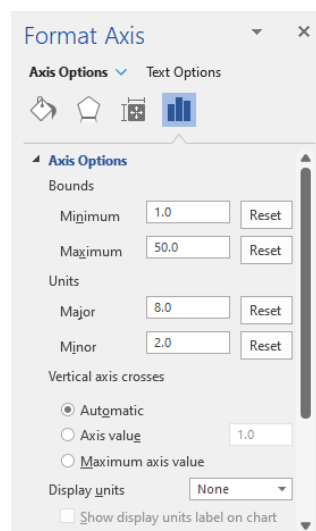 Format Axis
Axis Options Text Options
Axis Options
Bounds
Minimum 1.0 Reset
Maximum 50.0 Reset
Units
Major 8.0 Reset
Minor 2.0 Reset
Vertical axis crosses
Automatic
Axis value 1.0
Maximum axis value
Display units None
Show display units label on chart